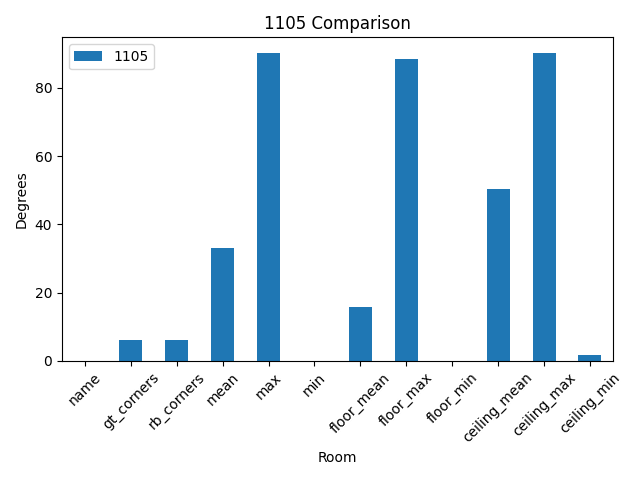 1105 Comparison
1105
Degrees
80
60
40
20
0
name
gt_corners
rb_corners
mean
max
min
floor_mean
floor_max
floor_min
ceiling_mean
ceiling_max
ceiling_min
Room